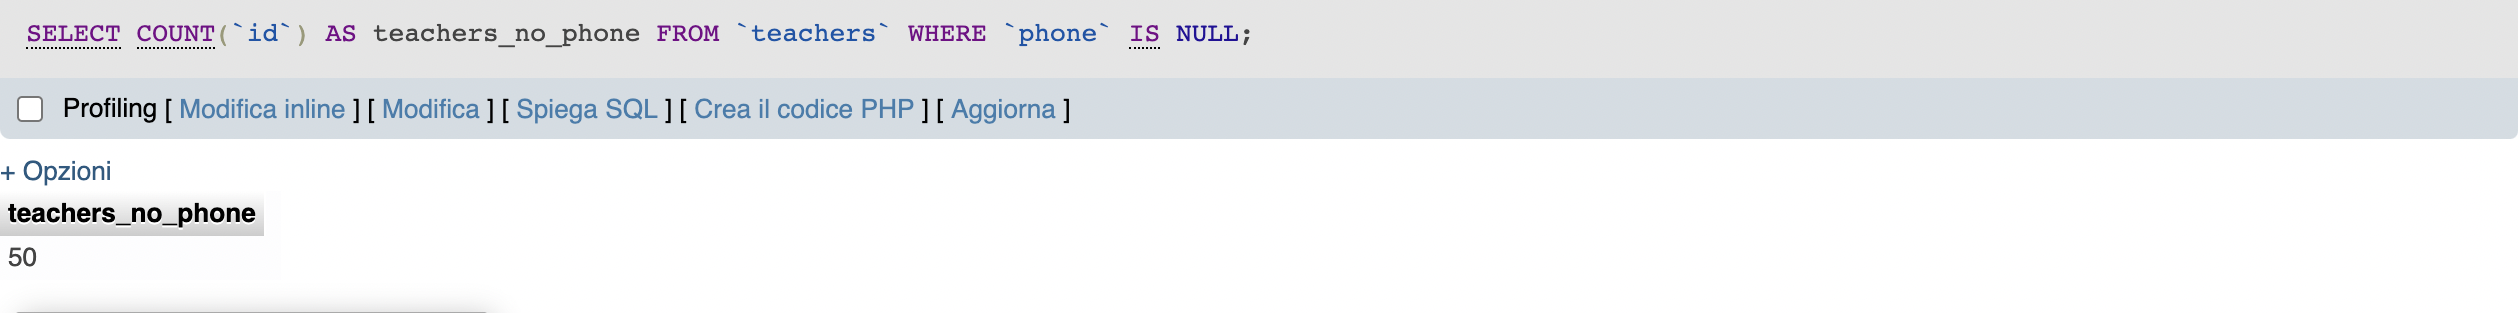 SELECT COUNT(`id`) AS teachers_no_phone FROM `teachers` WHERE `phone` IS NULL;
Profiling [ Modifica inline ] [ Modifica ] [ Spiega SQL ] [ Crea il codice PHP ] [ Aggiorna ]
+ Opzioni
teachers_no_phone
50